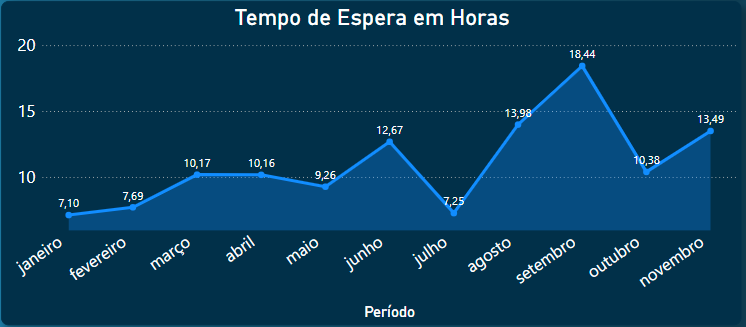 Tempo de Espera em Horas
20
15
10
7,10
7,69
10,17
10,16
9,26
12,67
7,25
13,98
18,44
10,38
13,49
janeiro
fevereiro
março
abril
maio
junho
julho
agosto
setembro
outubro
novembro
Período